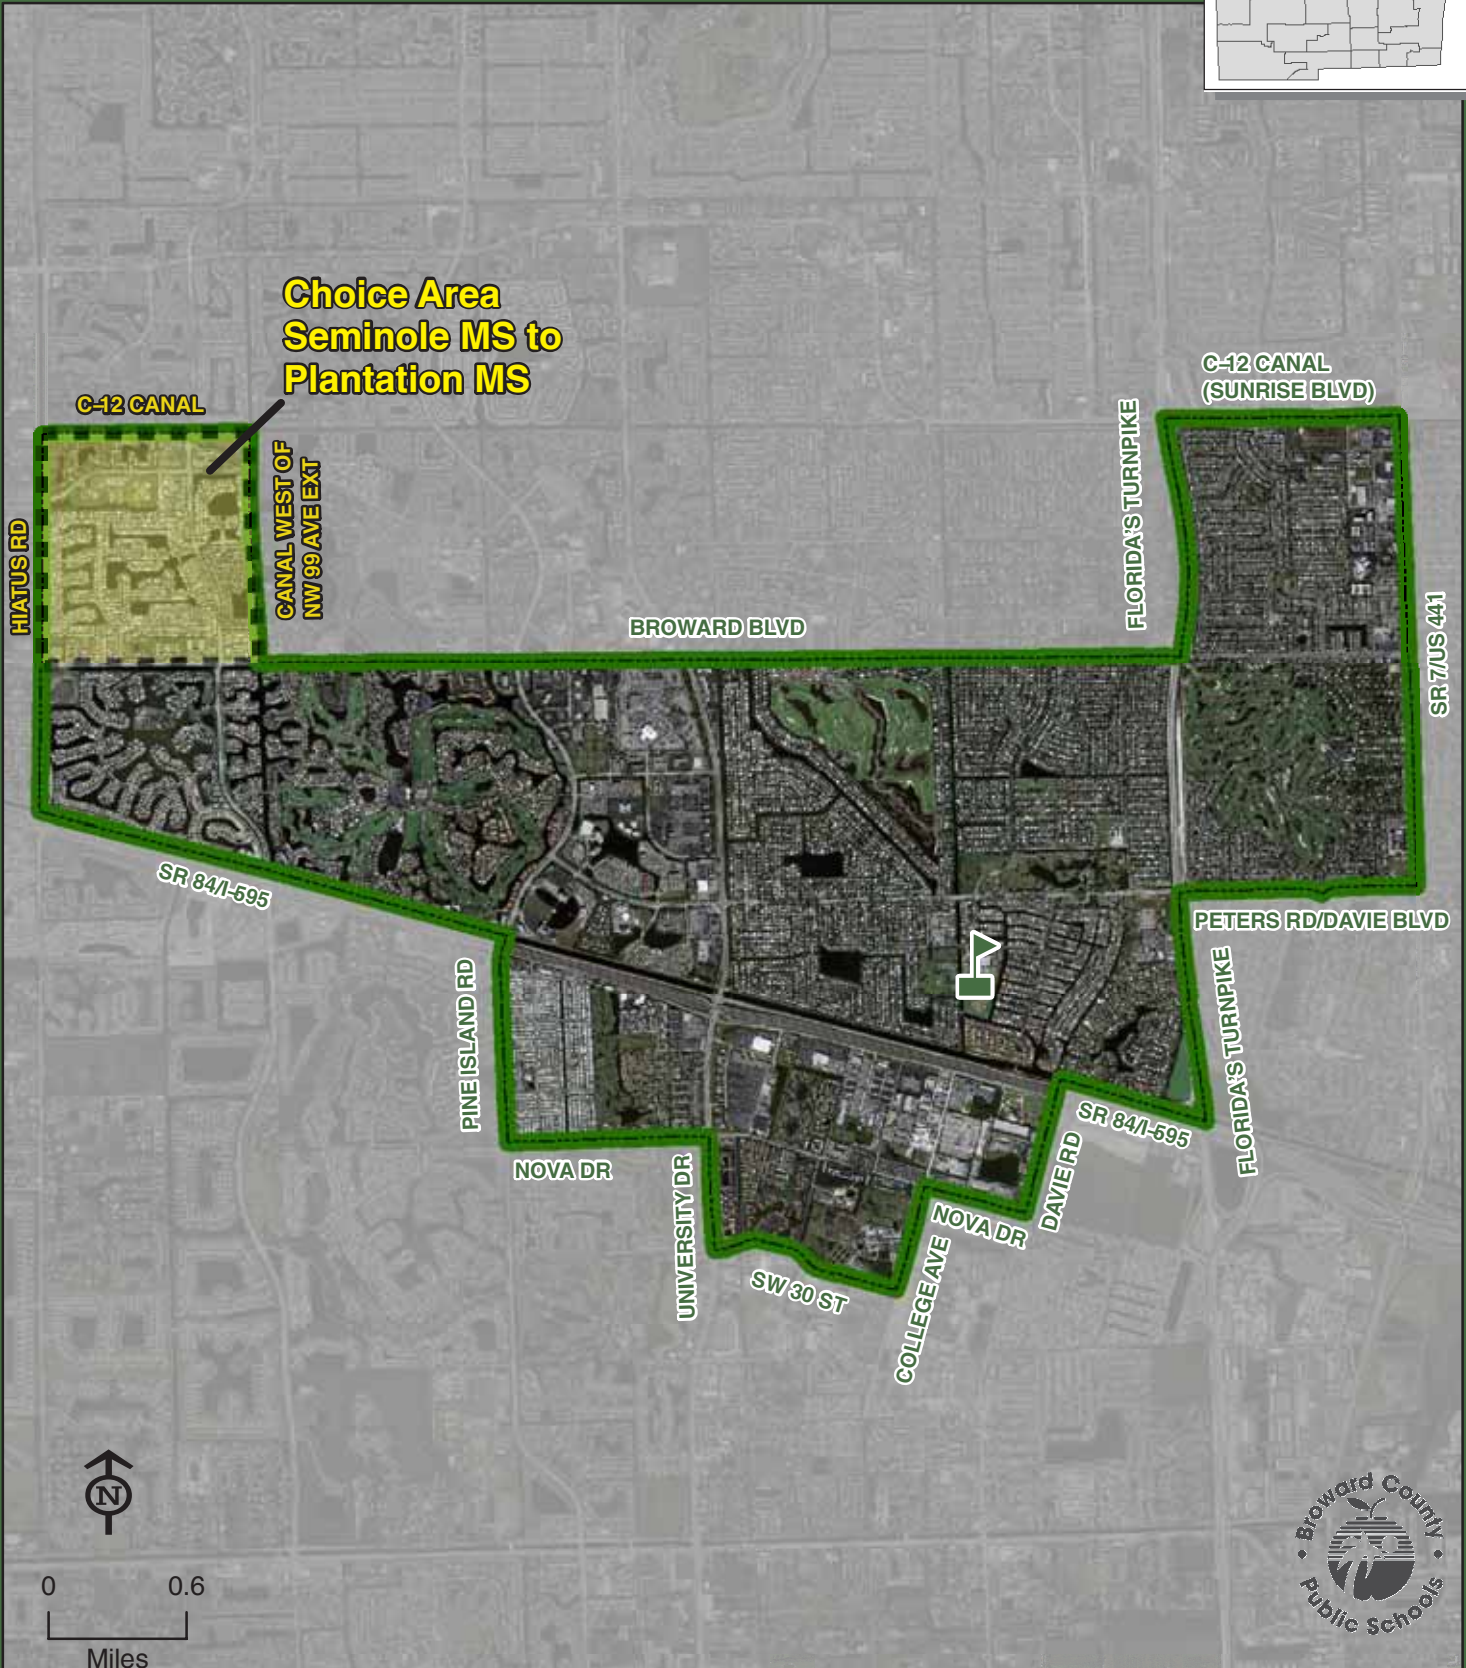 Choice Area
Seminole MS to
Plantation MS
C-12 CANAL
(SUNRISE BLVD)
C-12 CANAL
FLORIDA'S TURNPIKE
CANAL WEST OF
NW 99 AVE EXT
HIATUS RD
BROWARD BLVD
SR 7/US 441
SR 84/I-595
PETERS RD/DAVIE BLVD
PINE ISLAND RD
FLORIDA'S TURNPIKE
SR 84/I-595
DAVIE RD
NOVA DR
UNIVERSITY DR
NOVA DR
SW 30 ST
COLLEGE AVE
N
0 0.6
Miles
Broward County
Public Schools